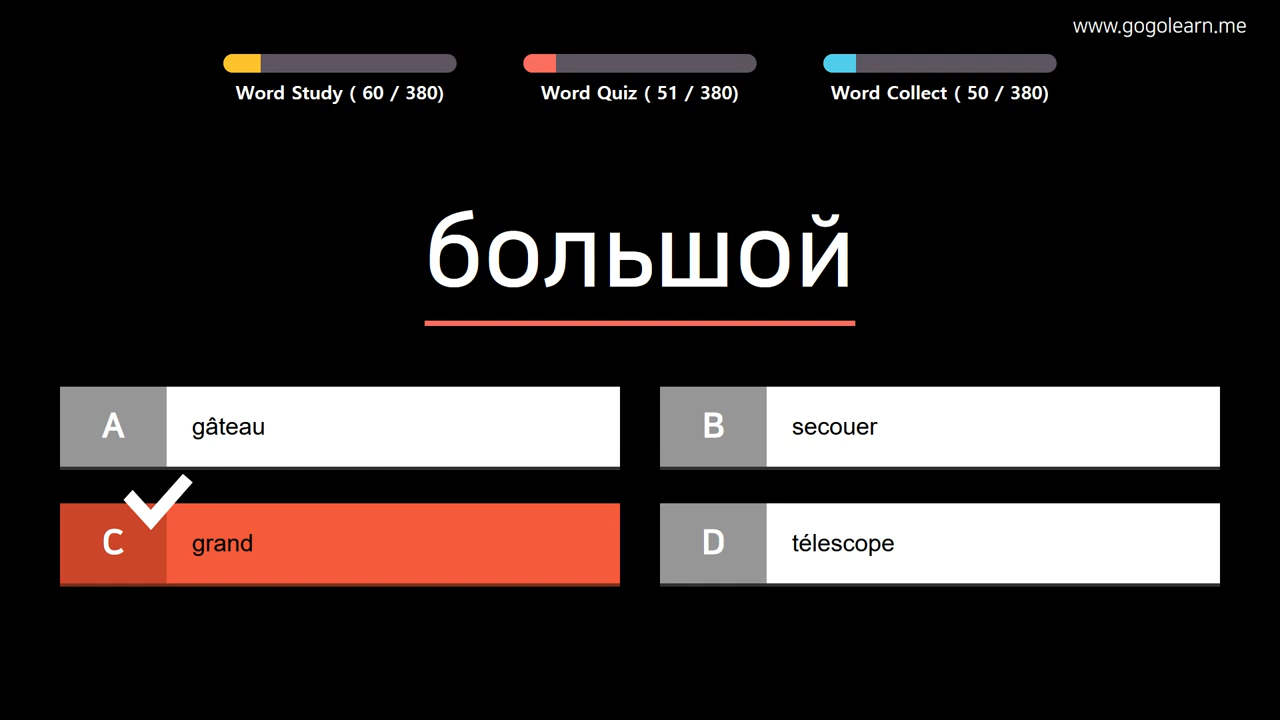 www.gogolearn.me
Word Study ( 60 / 380)
Word Quiz ( 51 / 380)
Word Collect ( 50 / 380)
большой
A
gâteau
B
secouer
C
grand
D
télescope